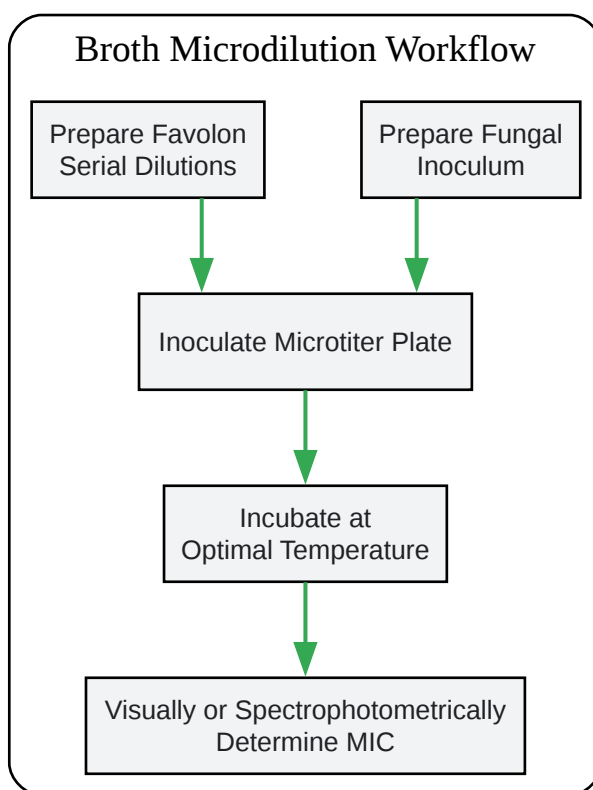 Broth Microdilution Workflow
Prepare Favolon
Serial Dilutions
Prepare Fungal
Inoculum
Inoculate Microtiter Plate
Incubate at
Optimal Temperature
Visually or Spectrophotometrically
Determine MIC